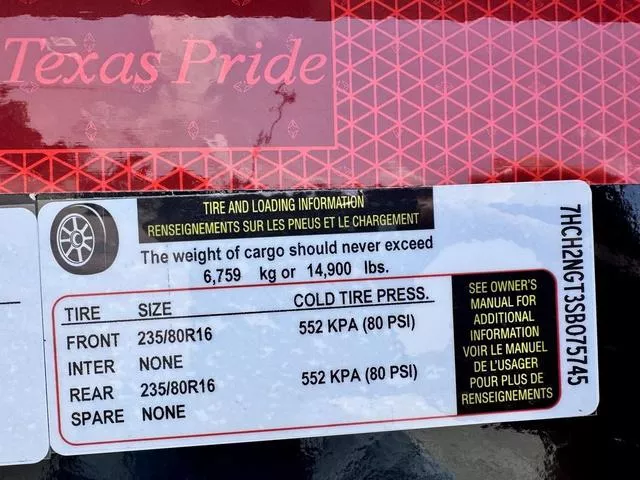 Texas Pride
TIRE AND LOADING INFORMATION
RENSEIGNEMENTS SUR LES PNEUS ET LE CHARGEMENT
The weight of cargo should never exceed
6,759 kg or 14,900 lbs.
TIRE SIZE COLD TIRE PRESS.
FRONT 235/80R16 552 KPA (80 PSI)
INTER NONE
REAR 235/80R16 552 KPA (80 PSI)
SPARE NONE
SEE OWNER'S
MANUAL FOR
ADDITIONAL
INFORMATION
VOIR LE MANUEL
DE L'USAGER
POUR PLUS DE
RENSEIGNEMENTS
7HCH2NGT3SB075745